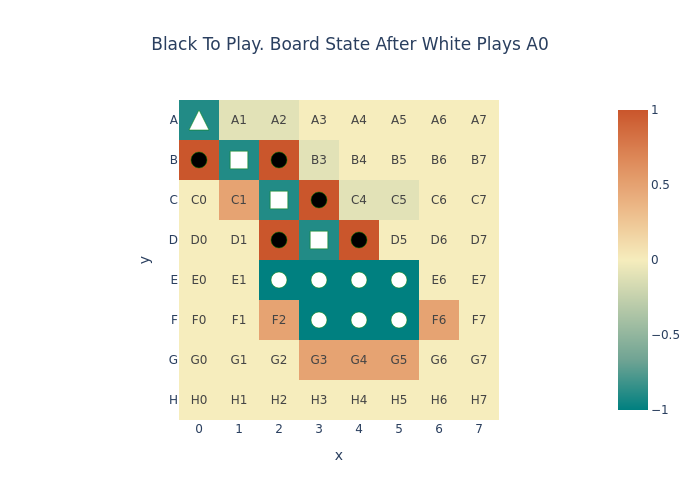 Black To Play. Board State After White Plays A0
A A1 A2 A3 A4 A5 A6 A7
B B3 B4 B5 B6 B7
C C0 C1 C4 C5 C6 C7
D D0 D1 D5 D6 D7
E E0 E1 E6 E7
F F0 F1 F2 F6 F7
G G0 G1 G2 G3 G4 G5 G6 G7
H H0 H1 H2 H3 H4 H5 H6 H7
0 1 2 3 4 5 6 7
x
y
1
0.5
0
−0.5
−1